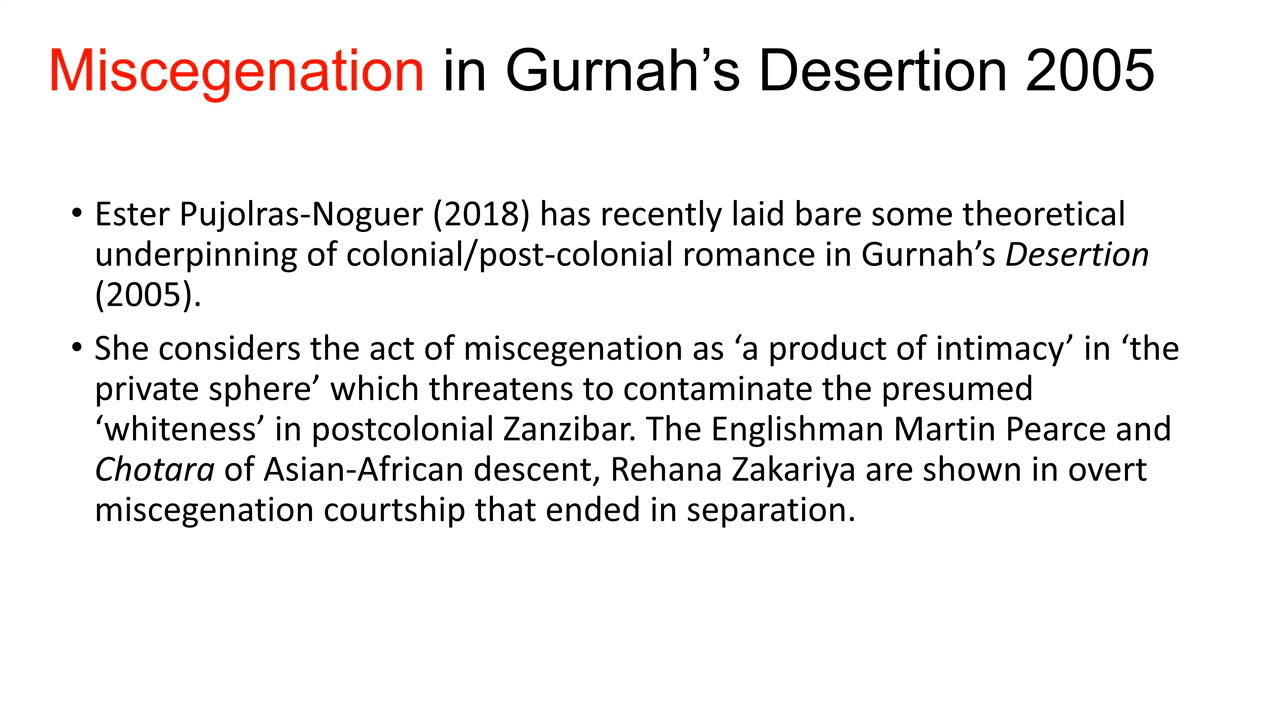 Miscegenation in Gurnah’s Desertion 2005
• Ester Pujolras-Noguer (2018) has recently laid bare some theoretical
underpinning of colonial/post-colonial romance in Gurnah’s Desertion
(2005).
• She considers the act of miscegenation as ‘a product of intimacy’ in ‘the
private sphere’ which threatens to contaminate the presumed
‘whiteness’ in postcolonial Zanzibar. The Englishman Martin Pearce and
Chotara of Asian-African descent, Rehana Zakariya are shown in overt
miscegenation courtship that ended in separation.